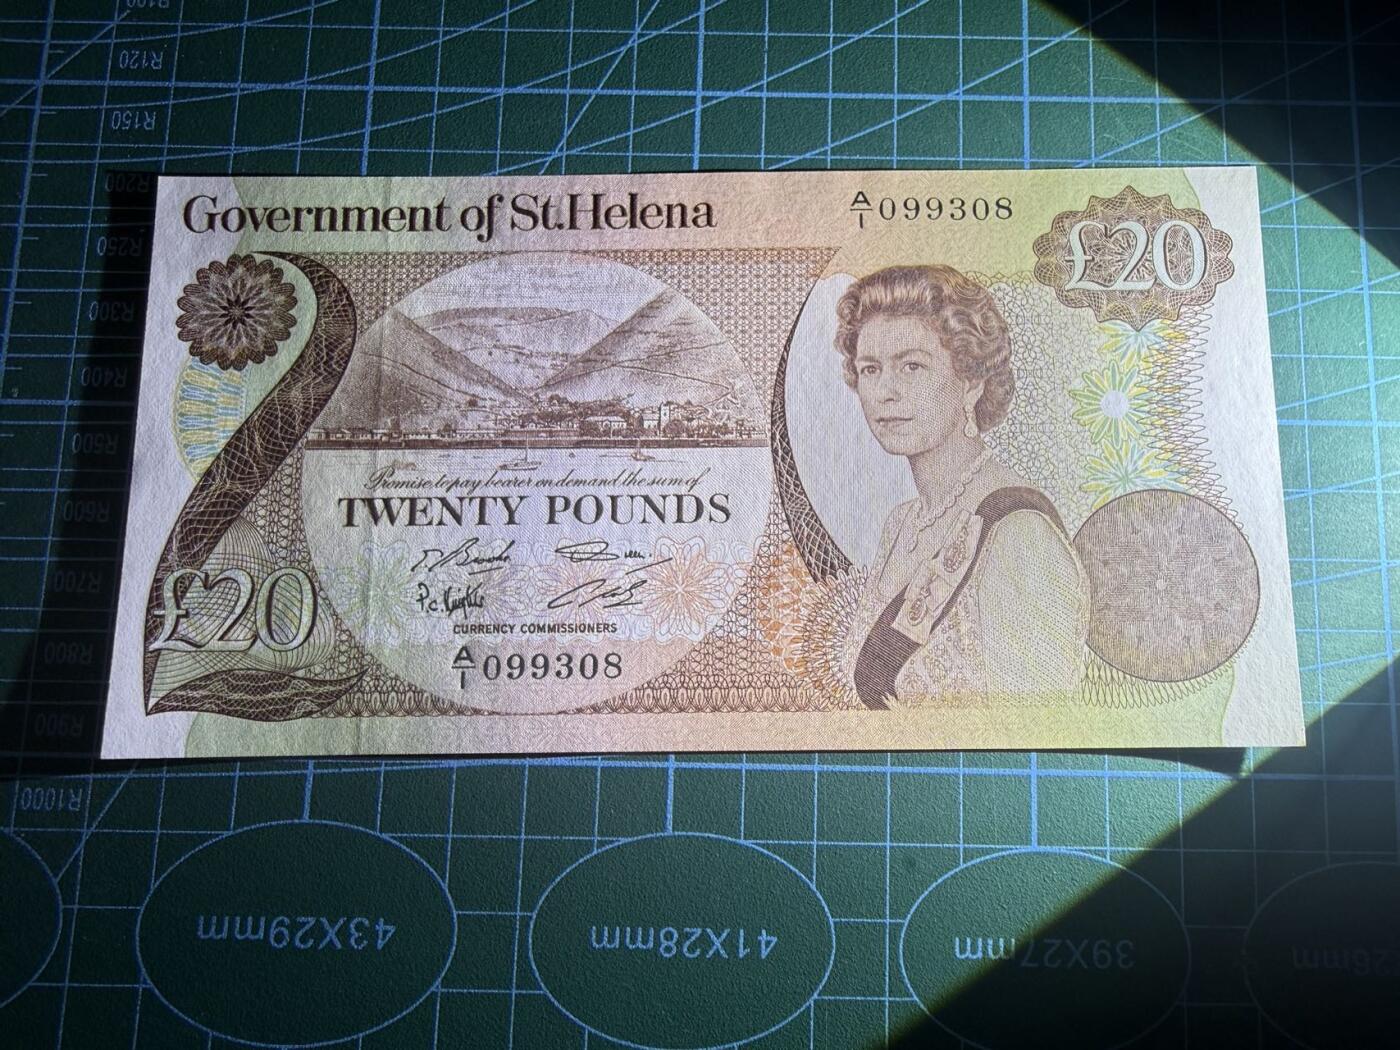 R100
R120
R150
R200
R250
R300
R400
R500
R600
R700
R800
R900
R1000
Government of St.Helena
A/1 099308
£20
Promise to pay bearer on demand the sum of
TWENTY POUNDS
P.C.
CURRENCY COMMISSIONERS
£20
A/1 099308
43X29mm
41X28mm
39X27mm
26mm